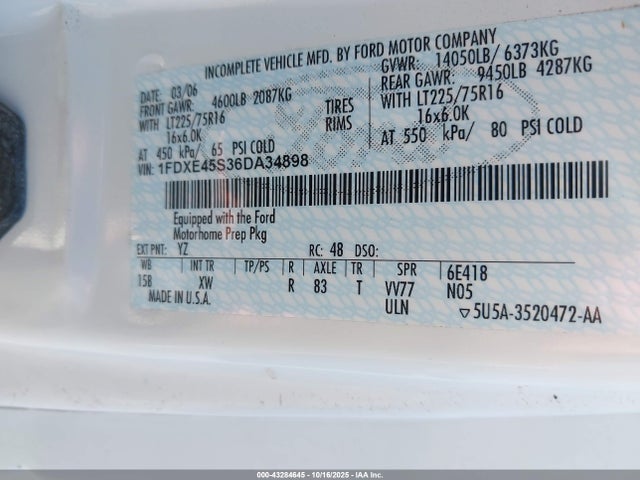 INCOMPLETE VEHICLE MFD. BY FORD MOTOR COMPANY
DATE: 03/06 GVWR: 14050LB/ 6373KG
FRONT GAWR: 4600LB 2087KG REAR GAWR: 9450LB 4287KG
WITH LT225/75R16 TIRES WITH LT225/75R16
16x6.0K RIMS 16x6.0K
AT 450 kPa/ 65 PSI COLD AT 550 kPa/ 80 PSI COLD
VIN: 1FDXE45S36DA34898
Equipped with the Ford
Motorhome Prep Pkg
EXT PNT: YZ RC: 48 DSO:
WB INT TR TP/PS R AXLE TR SPR 6E418
15B XW R 83 T VV77 N05
MADE IN U.S.A. ULN ▽5U5A-3520472-AA
000-43284645 - 10/16/2025 - IAA Inc.